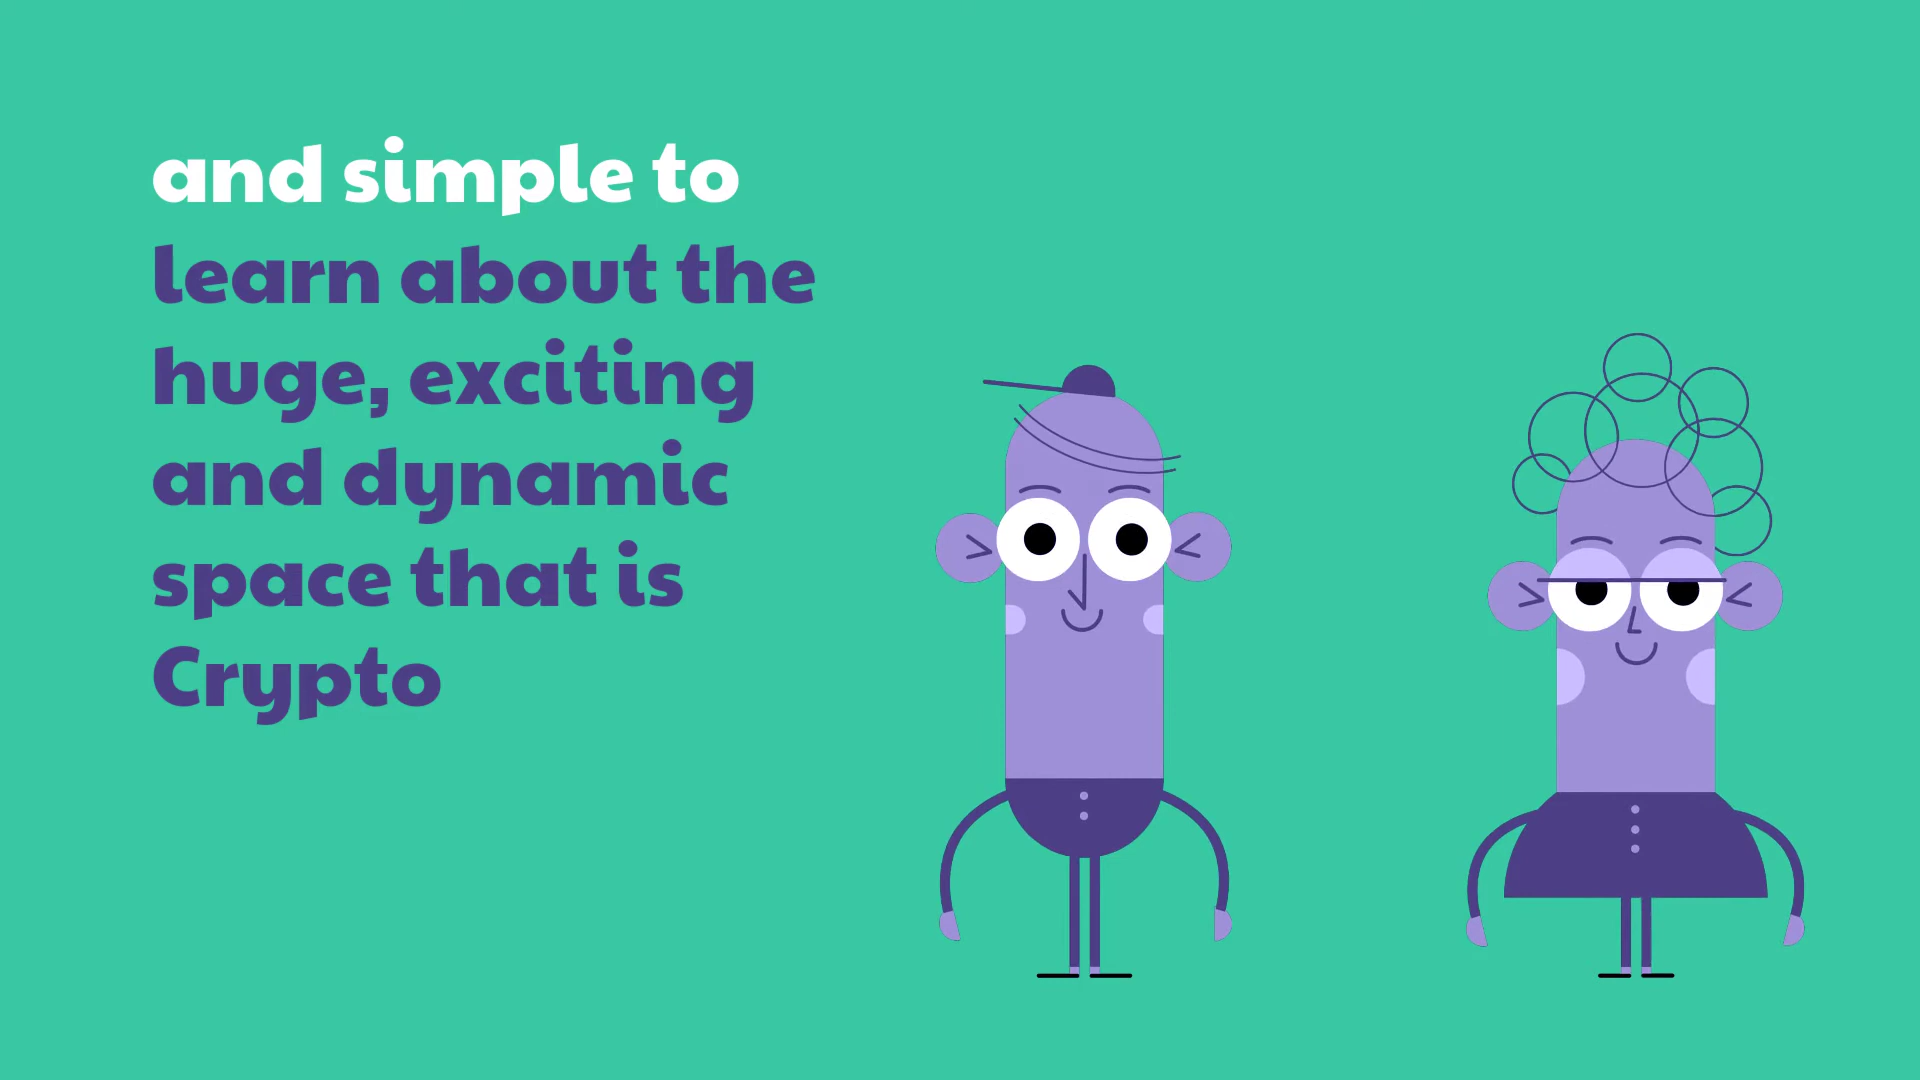 and simple to
learn about the
huge, exciting
and dynamic
space that is
Crypto